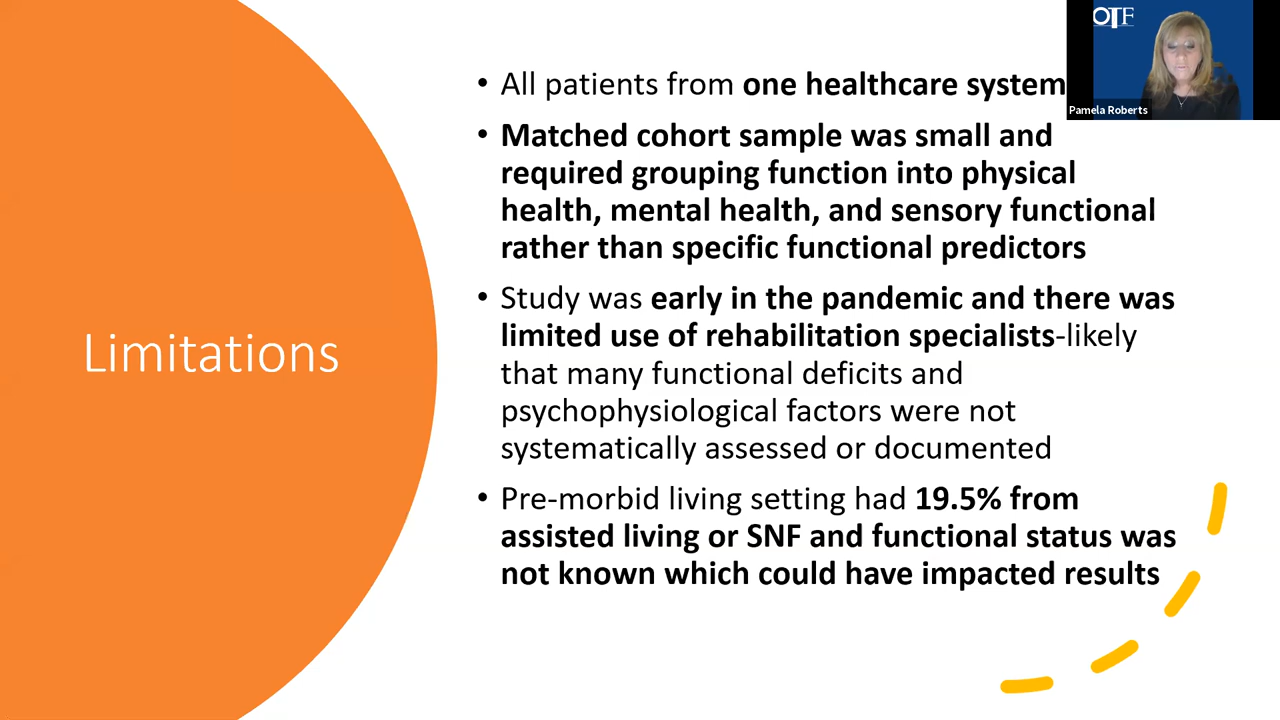 Limitations
• All patients from one healthcare system
• Matched cohort sample was small and
required grouping function into physical
health, mental health, and sensory functional
rather than specific functional predictors
• Study was early in the pandemic and there was
limited use of rehabilitation specialists-likely
that many functional deficits and
psychophysiological factors were not
systematically assessed or documented
• Pre-morbid living setting had 19.5% from
assisted living or SNF and functional status was
not known which could have impacted results
OTF
Pamela Roberts